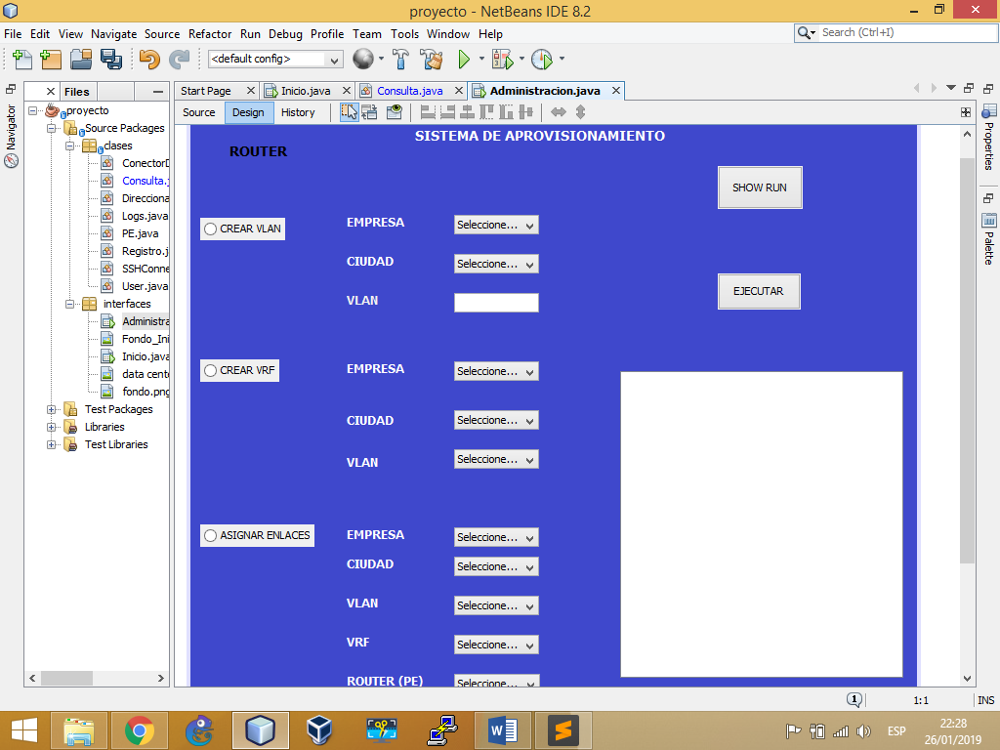 proyecto - NetBeans IDE 8.2
File Edit View Navigate Source Refactor Run Debug Profile Team Tools Window Help
Search (Ctrl+I)
<default config>
Files
Start Page
Inicio.java
Consulta.java
Administracion.java
Source Design History
Navigator
Properties
Palette
proyecto
Source Packages
clases
ConectorD
Consulta.j
Direcciona
Logs.java
PE.java
Registro.j
SSHConne
User.java
interfaces
Administra
Fondo_Ini
Inicio.java
data cent
fondo.png
Test Packages
Libraries
Test Libraries
SISTEMA DE APROVISIONAMIENTO
ROUTER
SHOW RUN
CREAR VLAN
EMPRESA Seleccione...
CIUDAD Seleccione...
VLAN
EJECUTAR
CREAR VRF
EMPRESA Seleccione...
CIUDAD Seleccione...
VLAN Seleccione...
ASIGNAR ENLACES
EMPRESA Seleccione...
CIUDAD Seleccione...
VLAN Seleccione...
VRF Seleccione...
ROUTER (PE) Seleccione...
1
1:1
INS
ESP
22:28
26/01/2019